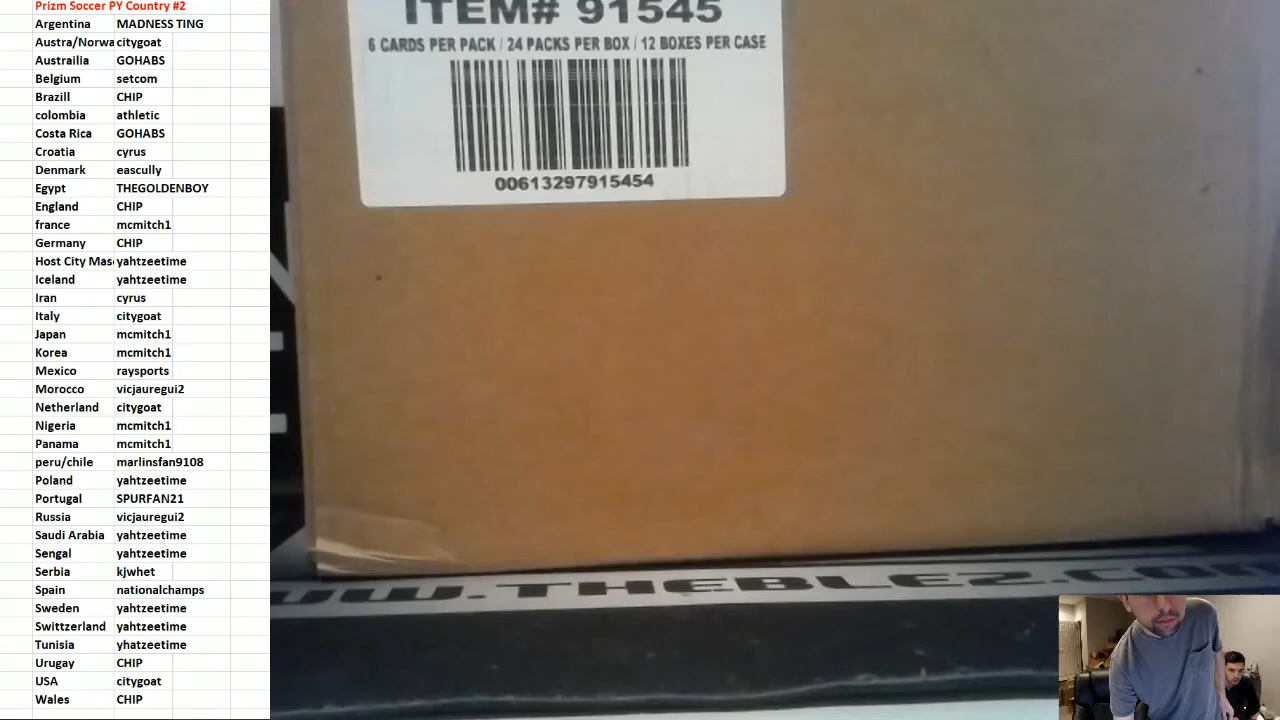 Prizm Soccer PY Country #2
Argentina MADNESS TING
Austra/Norwa citygoat
Austrailia GOHABS
Belgium setcom
Brazill CHIP
colombia athletic
Costa Rica GOHABS
Croatia cyrus
Denmark eascully
Egypt THEGOLDENBOY
England CHIP
france mcmitch1
Germany CHIP
Host City Mas yahtzeetime
Iceland yahtzeetime
Iran cyrus
Italy citygoat
Japan mcmitch1
Korea mcmitch1
Mexico raysports
Morocco vicjauregui2
Netherland citygoat
Nigeria mcmitch1
Panama mcmitch1
peru/chile marlinsfan9108
Poland yahtzeetime
Portugal SPURFAN21
Russia vicjauregui2
Saudi Arabia yahtzeetime
Sengal yahtzeetime
Serbia kjwhet
Spain nationalchamps
Sweden yahtzeetime
Swittzerland yahtzeetime
Tunisia yhatzeetime
Urugay CHIP
USA citygoat
Wales CHIP
ITEM# 91545
6 CARDS PER PACK / 24 PACKS PER BOX / 12 BOXES PER CASE
00613297915454
WWW.THEBLEZ.COM